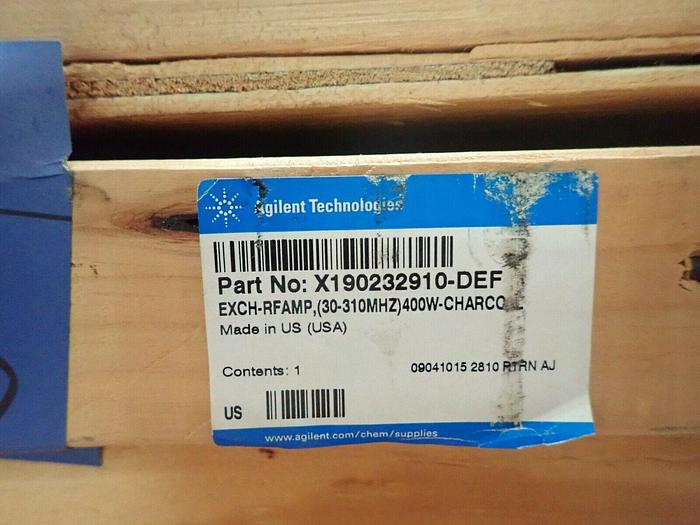 Agilent Technologies
Part No: X190232910-DEF
EXCH-RFAMP,(30-310MHZ)400W-CHARCO
Made in US (USA)
Contents: 1
09041015 2810 RTRN AJ
US
www.agilent.com/chem/supplies